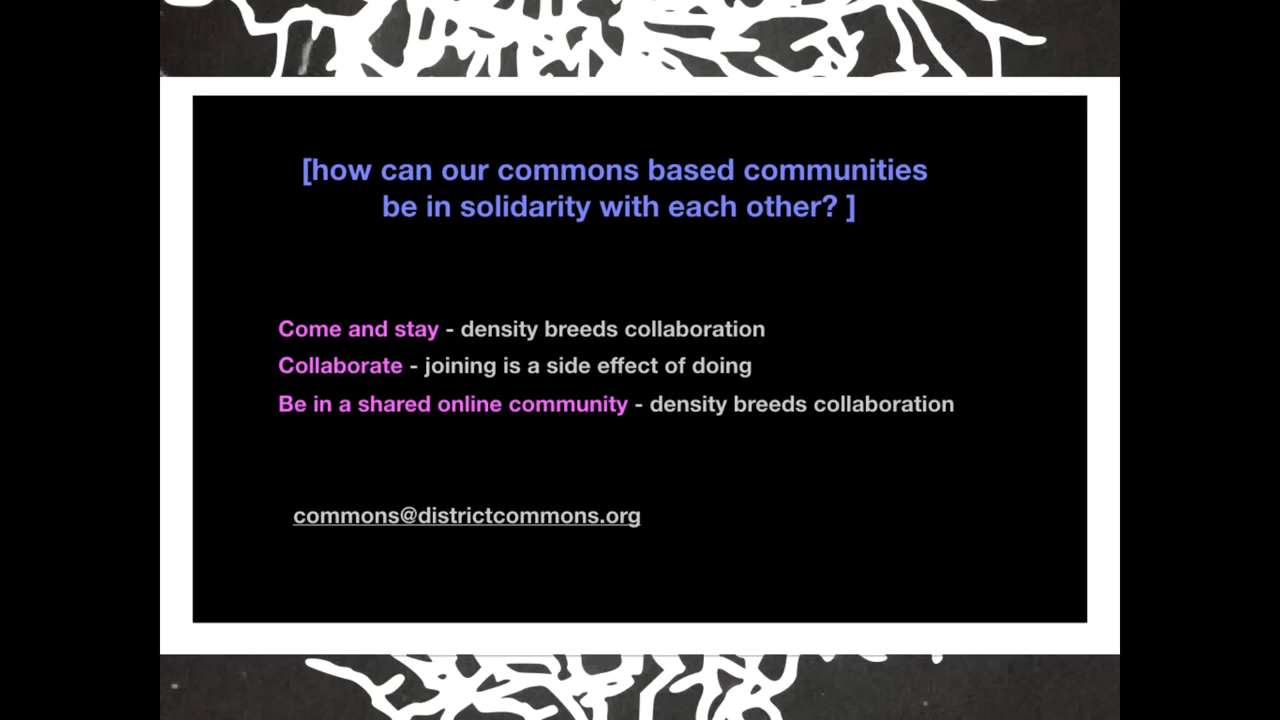 [how can our commons based communities
be in solidarity with each other? ]
Come and stay - density breeds collaboration
Collaborate - joining is a side effect of doing
Be in a shared online community - density breeds collaboration
commons@districtcommons.org